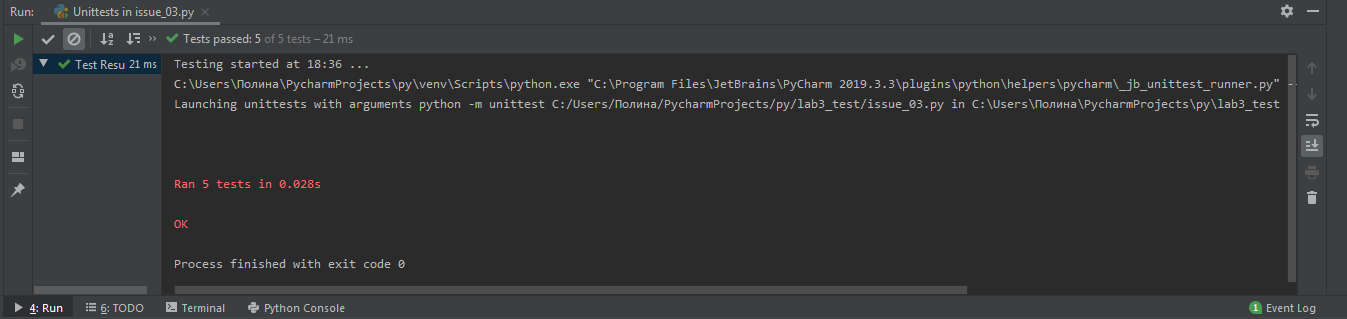 Run: Unittests in issue_03.py
Tests passed: 5 of 5 tests – 21 ms
Test Resu 21 ms
Testing started at 18:36 ...
C:\Users\Полина\PycharmProjects\py\venv\Scripts\python.exe "C:\Program Files\JetBrains\PyCharm 2019.3.3\plugins\python\helpers\pycharm\_jb_unittest_runner.py" -
Launching unittests with arguments python -m unittest C:/Users/Полина/PycharmProjects/py/lab3_test/issue_03.py in C:\Users\Полина\PycharmProjects\py\lab3_test
Ran 5 tests in 0.028s
OK
Process finished with exit code 0
4: Run 6: TODO Terminal Python Console 1 Event Log